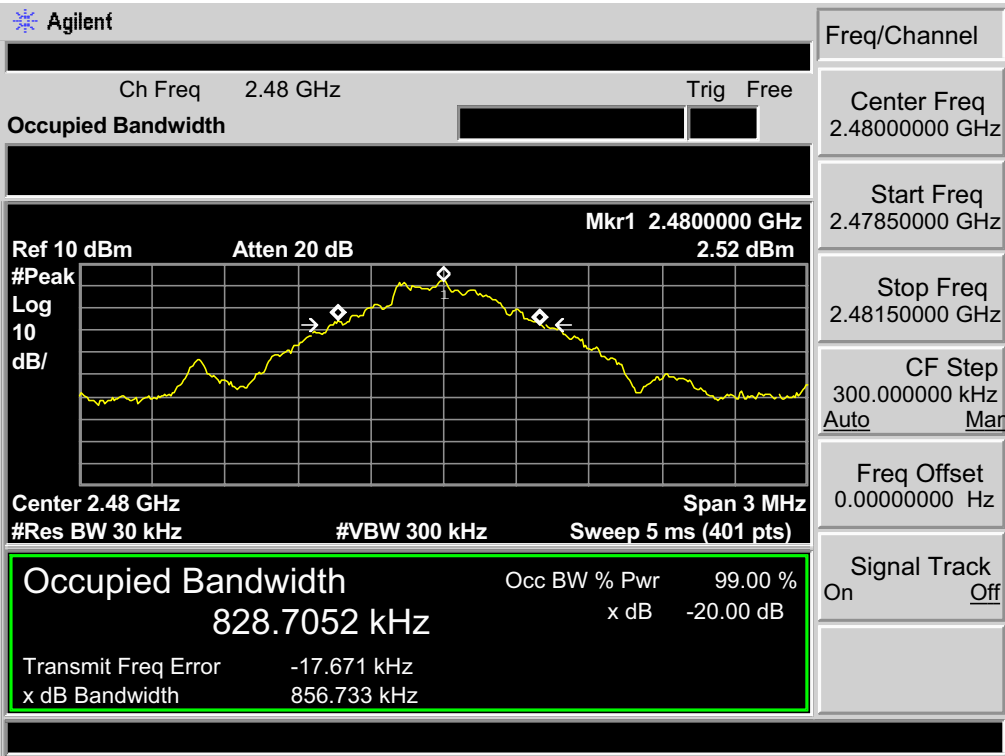 Agilent
Freq/Channel
Ch Freq 2.48 GHz Trig Free
Occupied Bandwidth
Center Freq
2.48000000 GHz
Start Freq
2.47850000 GHz
Stop Freq
2.48150000 GHz
CF Step
300.000000 kHz
Auto Man
Freq Offset
0.00000000 Hz
Signal Track
On Off
Mkr1 2.4800000 GHz
Ref 10 dBm Atten 20 dB 2.52 dBm
#Peak
Log
10
dB/
1
Center 2.48 GHz Span 3 MHz
#Res BW 30 kHz #VBW 300 kHz Sweep 5 ms (401 pts)
Occupied Bandwidth Occ BW % Pwr 99.00 %
828.7052 kHz x dB -20.00 dB
Transmit Freq Error -17.671 kHz
x dB Bandwidth 856.733 kHz